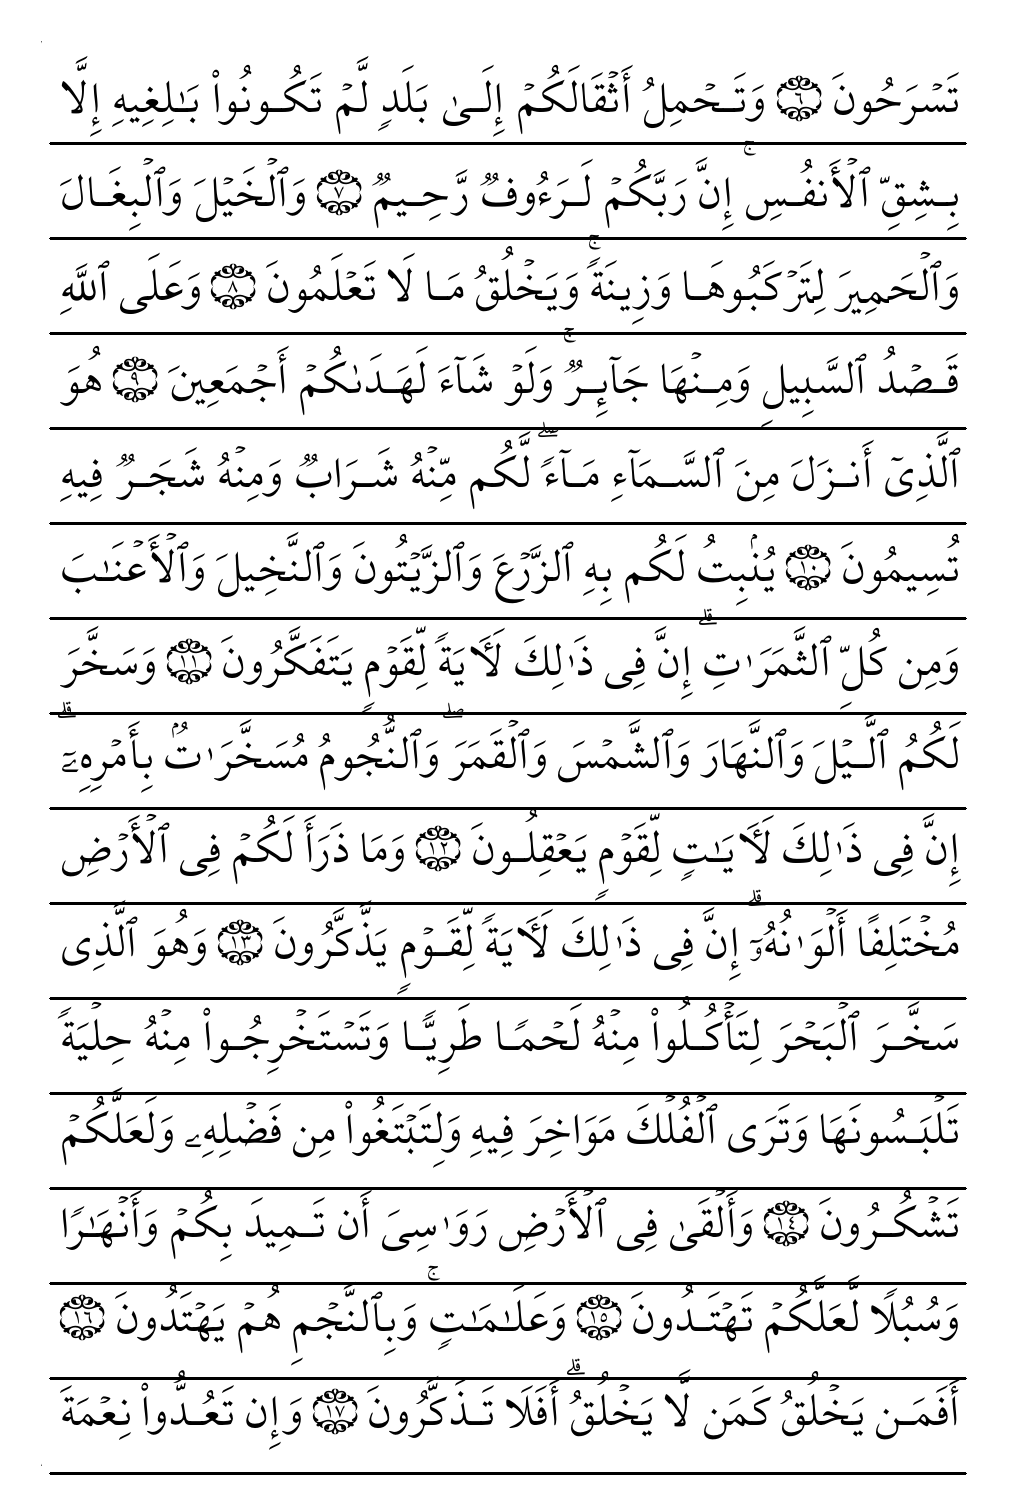 تَسۡرَحُونَ ۝٦ وَتَحۡمِلُ أَثۡقَالَكُمۡ إِلَىٰ بَلَدٖ لَّمۡ تَكُونُواْ بَٰلِغِيهِ إِلَّا
بِشِقِّ ٱلۡأَنفُسِۚ إِنَّ رَبَّكُمۡ لَرَءُوفٞ رَّحِيمٞ ۝٧ وَٱلۡخَيۡلَ وَٱلۡبِغَالَ
وَٱلۡحَمِيرَ لِتَرۡكَبُوهَا وَزِينَةٗۚ وَيَخۡلُقُ مَا لَا تَعۡلَمُونَ ۝٨ وَعَلَى ٱللَّهِ
قَصۡدُ ٱلسَّبِيلِ وَمِنۡهَا جَآئِرٞۚ وَلَوۡ شَآءَ لَهَدَىٰكُمۡ أَجۡمَعِينَ ۝٩ هُوَ
ٱلَّذِيٓ أَنزَلَ مِنَ ٱلسَّمَآءِ مَآءٗۖ لَّكُم مِّنۡهُ شَرَابٞ وَمِنۡهُ شَجَرٞ فِيهِ
تُسِيمُونَ ۝١٠ يُنۢبِتُ لَكُم بِهِ ٱلزَّرۡعَ وَٱلزَّيۡتُونَ وَٱلنَّخِيلَ وَٱلۡأَعۡنَٰبَ
وَمِن كُلِّ ٱلثَّمَرَٰتِۗ إِنَّ فِي ذَٰلِكَ لَأٓيَةٗ لِّقَوۡمٖ يَتَفَكَّرُونَ ۝١١ وَسَخَّرَ
لَكُمُ ٱلَّيۡلَ وَٱلنَّهَارَ وَٱلشَّمۡسَ وَٱلۡقَمَرَۖ وَٱلنُّجُومُ مُسَخَّرَٰتُۢ بِأَمۡرِهِۦٓۗ
إِنَّ فِي ذَٰلِكَ لَأٓيَٰتٖ لِّقَوۡمٖ يَعۡقِلُونَ ۝١٢ وَمَا ذَرَأَ لَكُمۡ فِي ٱلۡأَرۡضِ
مُخۡتَلِفًا أَلۡوَٰنُهُۥٓۗ إِنَّ فِي ذَٰلِكَ لَأٓيَةٗ لِّقَوۡمٖ يَذَّكَّرُونَ ۝١٣ وَهُوَ ٱلَّذِي
سَخَّرَ ٱلۡبَحۡرَ لِتَأۡكُلُواْ مِنۡهُ لَحۡمٗا طَرِيّٗا وَتَسۡتَخۡرِجُواْ مِنۡهُ حِلۡيَةٗ
تَلۡبَسُونَهَا وَتَرَى ٱلۡفُلۡكَ مَوَاخِرَ فِيهِ وَلِتَبۡتَغُواْ مِن فَضۡلِهِۦ وَلَعَلَّكُمۡ
تَشۡكُرُونَ ۝١٤ وَأَلۡقَىٰ فِي ٱلۡأَرۡضِ رَوَٰسِيَ أَن تَمِيدَ بِكُمۡ وَأَنۡهَٰرٗا
وَسُبُلٗا لَّعَلَّكُمۡ تَهۡتَدُونَ ۝١٥ وَعَلَٰمَٰتٖۚ وَبِٱلنَّجۡمِ هُمۡ يَهۡتَدُونَ ۝١٦
أَفَمَن يَخۡلُقُ كَمَن لَّا يَخۡلُقُۗ أَفَلَا تَذَكَّرُونَ ۝١٧ وَإِن تَعُدُّواْ نِعۡمَةَ